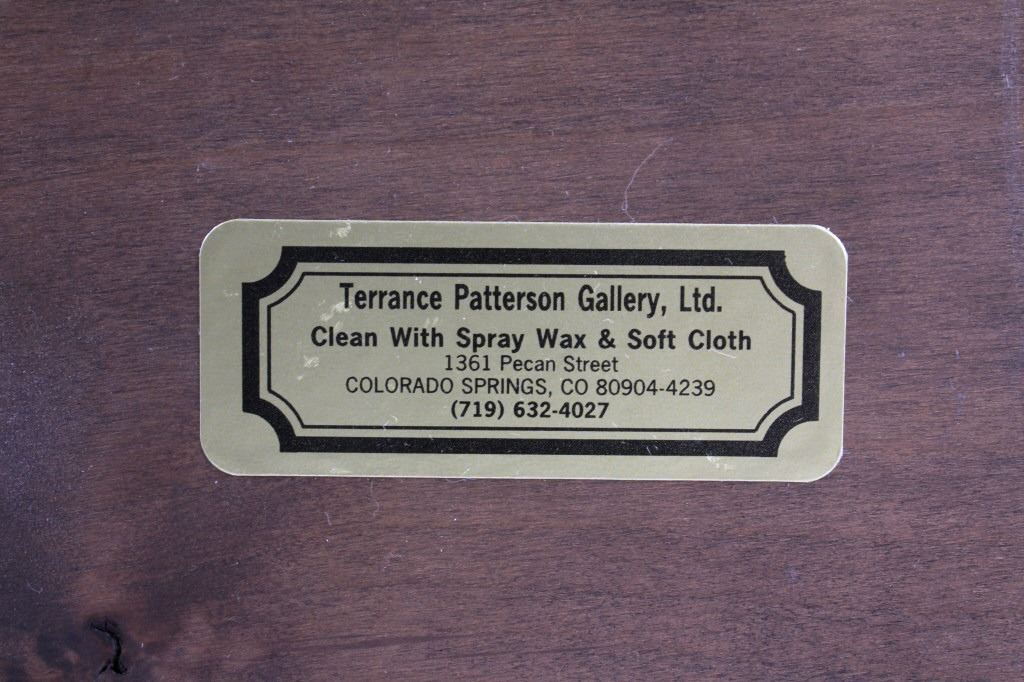 Terrance Patterson Gallery, Ltd.
Clean With Spray Wax & Soft Cloth
1361 Pecan Street
COLORADO SPRINGS, CO 80904-4239
(719) 632-4027